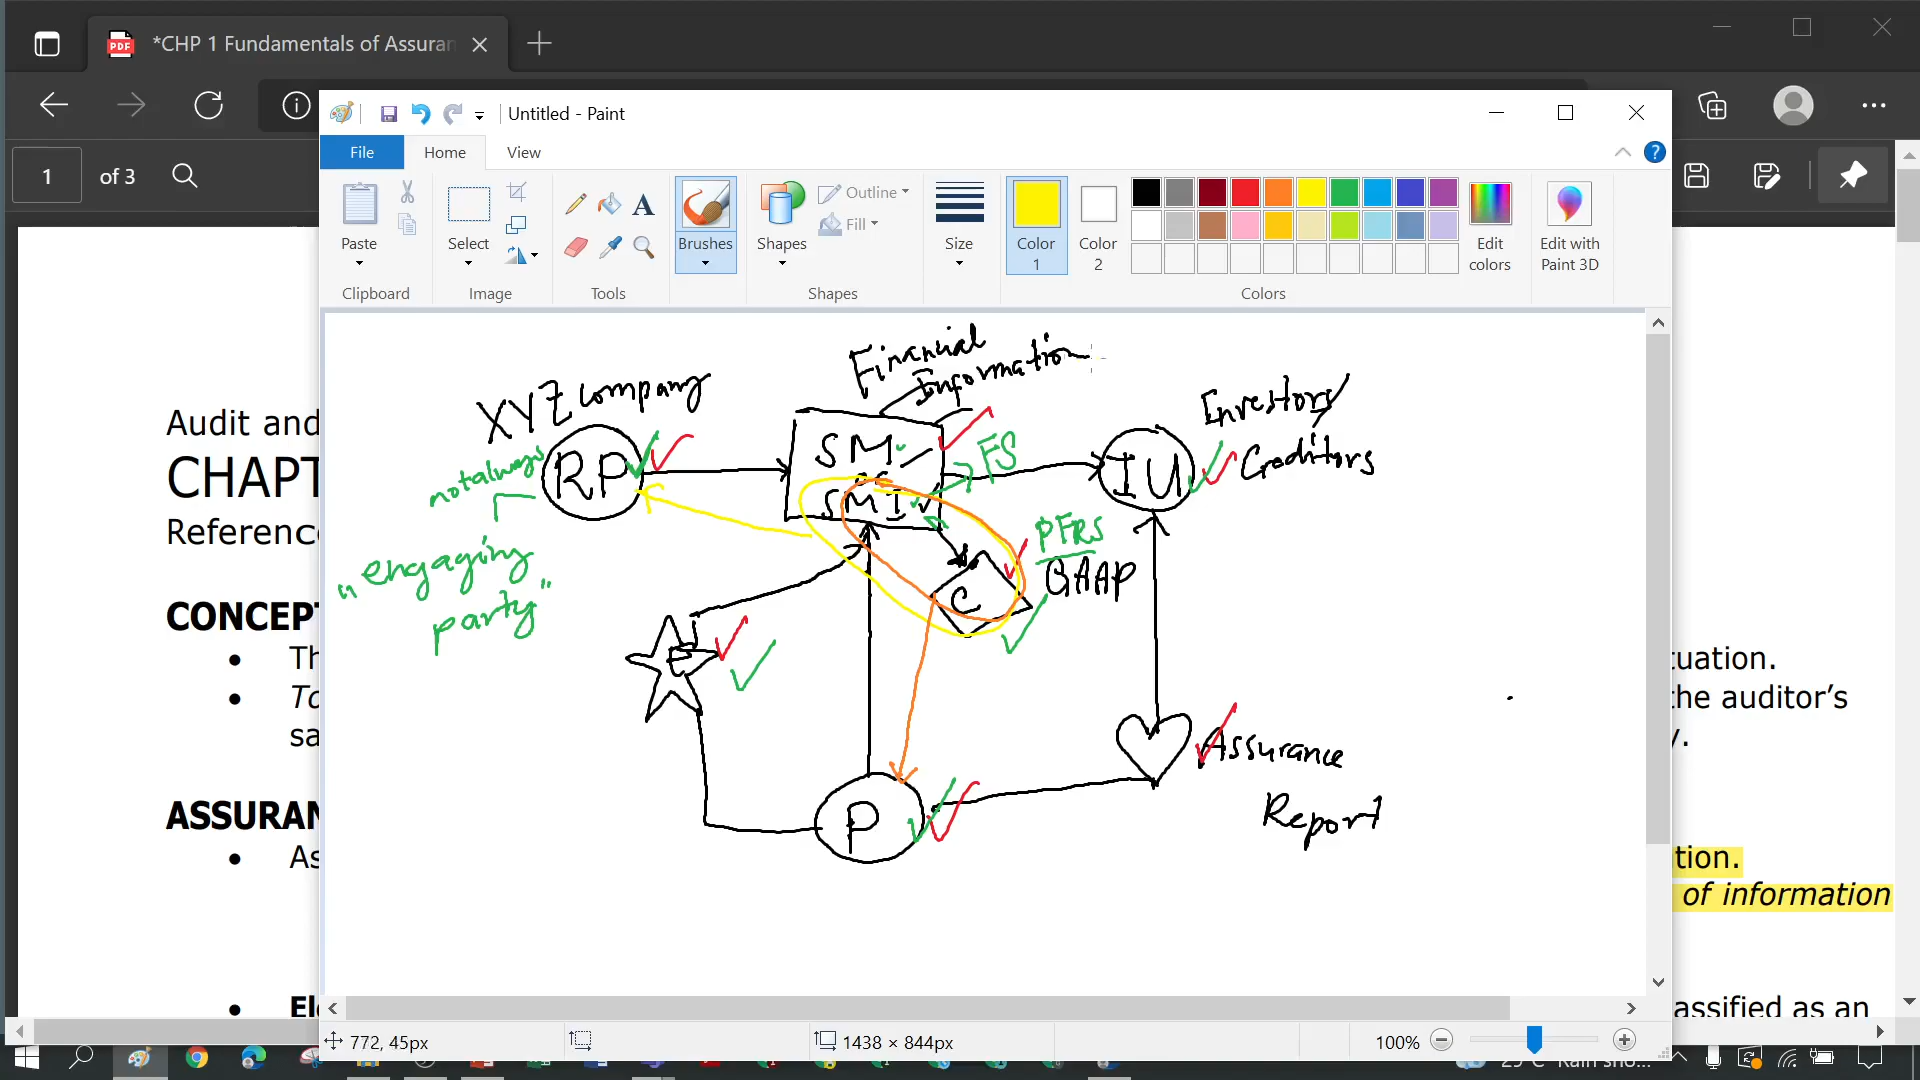 *CHP 1 Fundamentals of Assuran
1 of 3
Untitled - Paint
File Home View
Paste Select Brushes Shapes Outline Fill Size Color 1 Color 2 Edit colors Edit with Paint 3D
Clipboard Image Tools Shapes Colors
Financial
Information
XYZ company
Investors/
Creditors
notalways
RP
SM
or
SMI
FS
IU
"engaging
party"
PFRS
GAAP
C
E
P
Assurance
Report
Audit and
CHAPT
Referenc
CONCEPT
• Th
uation.
• To
the auditor's
sa
y.
ASSURAN
• As
tion.
of information
• El
assified as an
772, 45px
1438 × 844px
100%